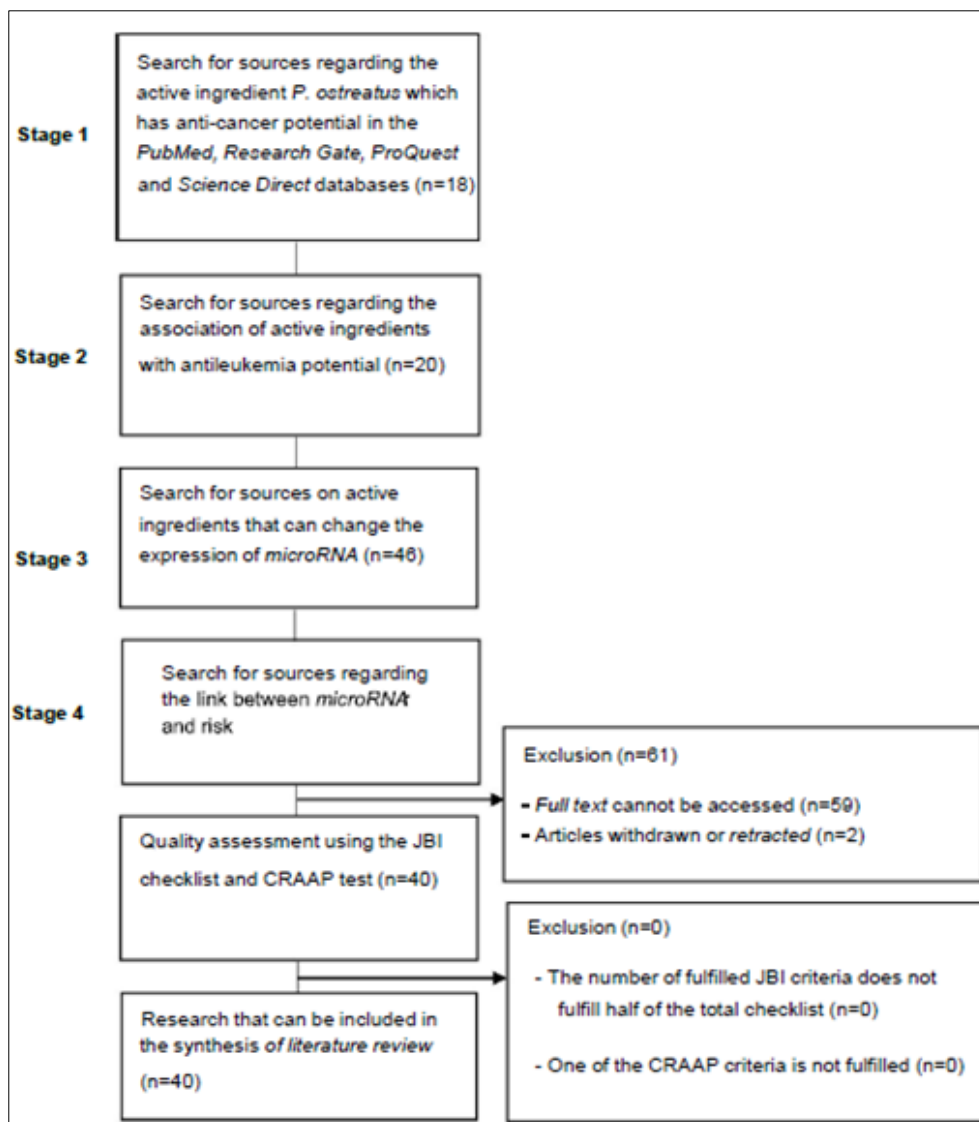 Stage 1
Search for sources regarding the
active ingredient P. ostreatus which
has anti-cancer potential in the
PubMed, Research Gate, ProQuest
and Science Direct databases (n=18)
Stage 2
Search for sources regarding the
association of active ingredients
with antileukemia potential (n=20)
Stage 3
Search for sources on active
ingredients that can change the
expression of microRNA (n=46)
Stage 4
Search for sources regarding
the link between microRNA
and risk
Exclusion (n=61)
- Full text cannot be accessed (n=59)
- Articles withdrawn or retracted (n=2)
Quality assessment using the JBI
checklist and CRAAP test (n=40)
Exclusion (n=0)
- The number of fulfilled JBI criteria does not
fulfill half of the total checklist (n=0)
- One of the CRAAP criteria is not fulfilled (n=0)
Research that can be included in
the synthesis of literature review
(n=40)